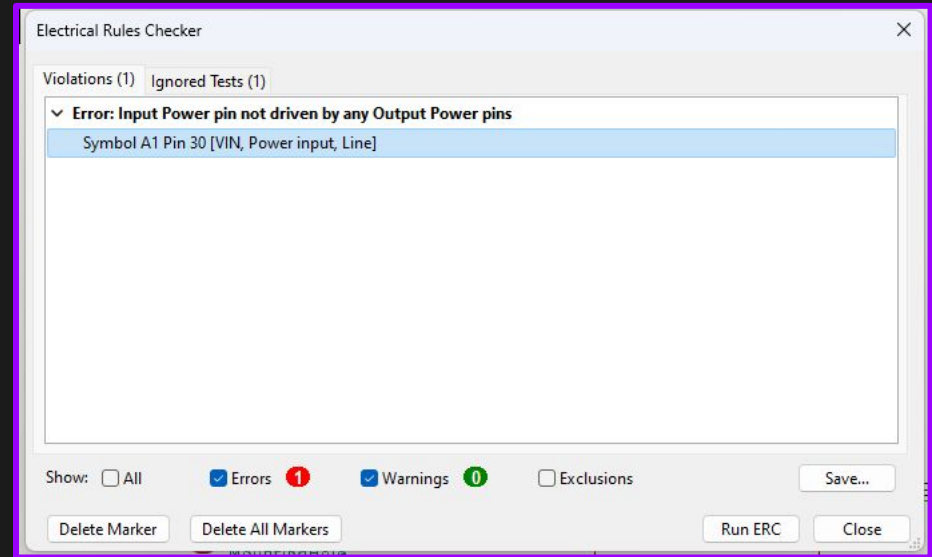 Electrical Rules Checker
Violations (1) Ignored Tests (1)
Error: Input Power pin not driven by any Output Power pins
Symbol A1 Pin 30 [VIN, Power input, Line]
Show: All Errors 1 Warnings 0 Exclusions Save...
Delete Marker Delete All Markers Run ERC Close